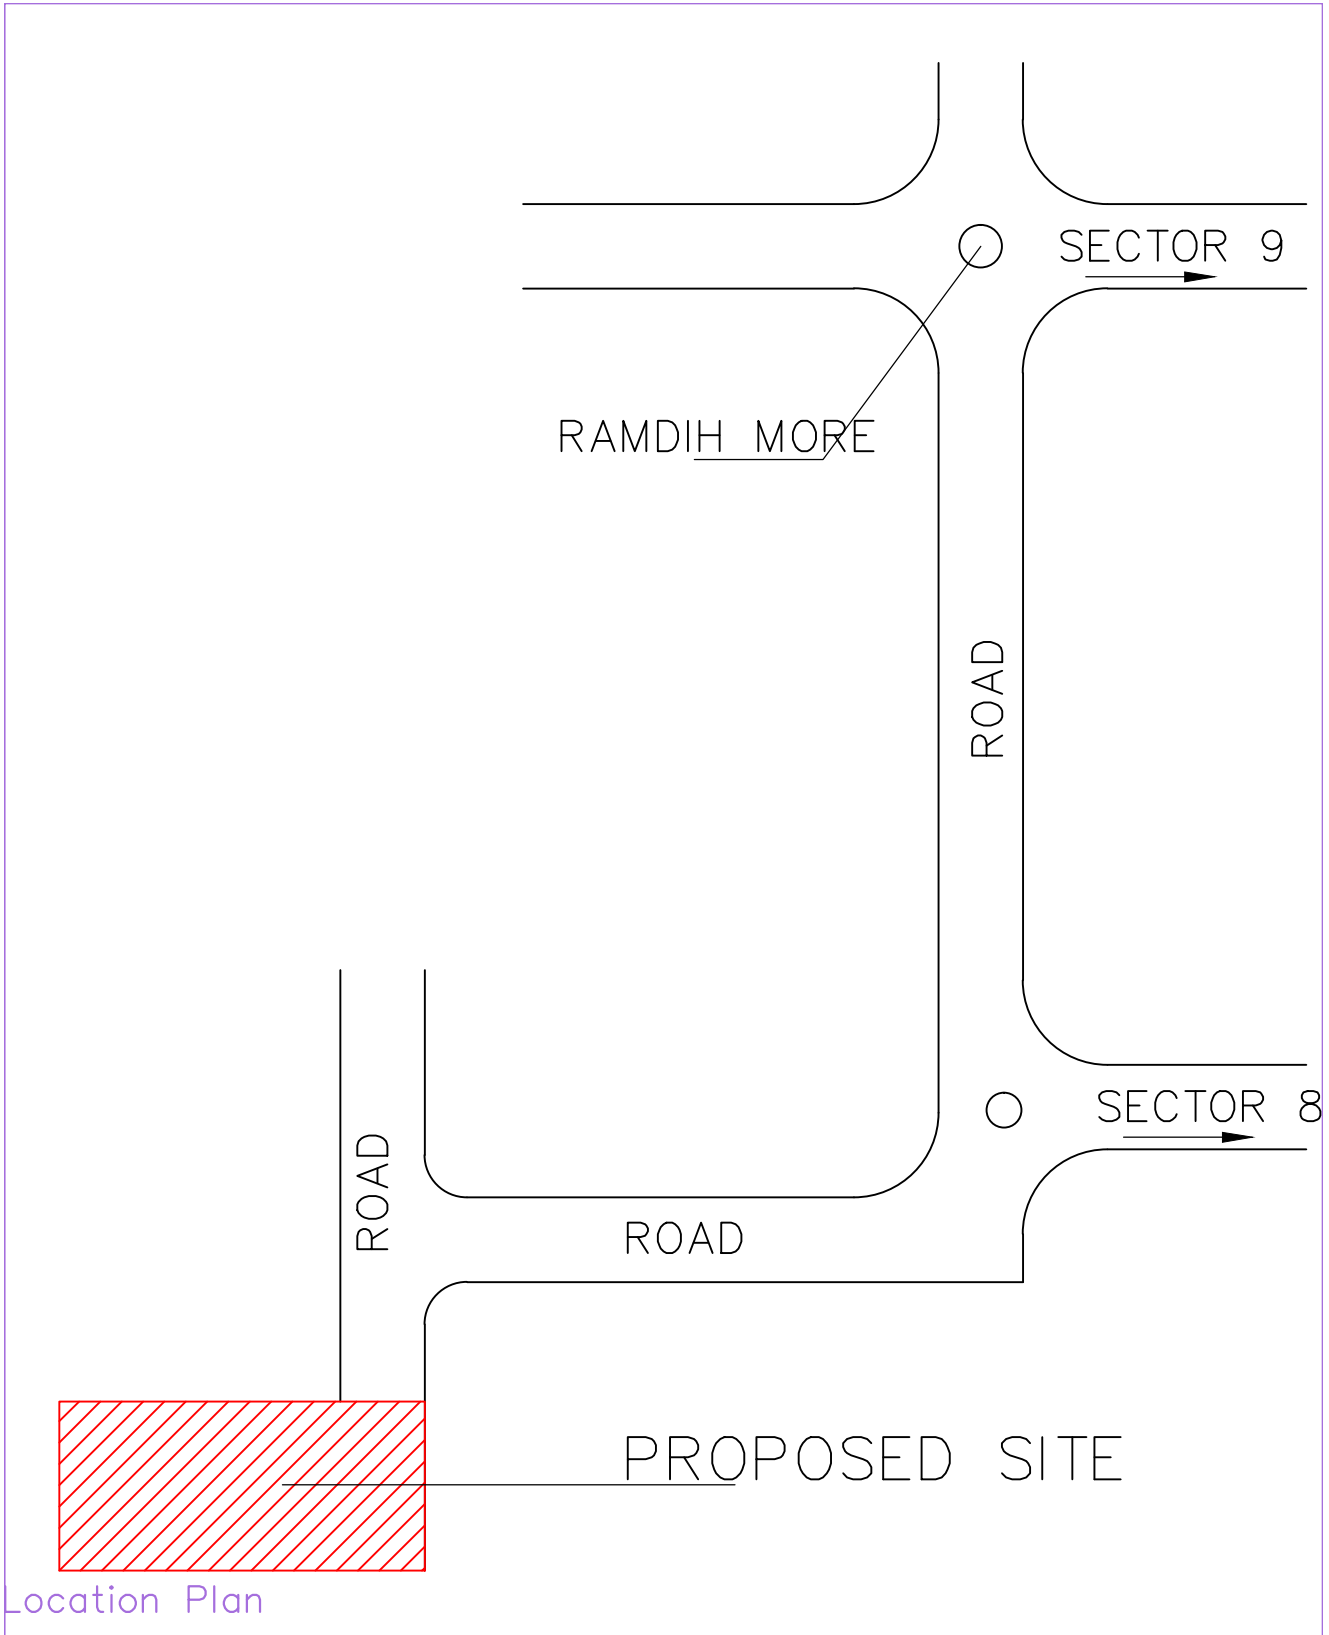 SECTOR 9
RAMDIH MORE
ROAD
SECTOR 8
ROAD
ROAD
PROPOSED SITE
Location Plan